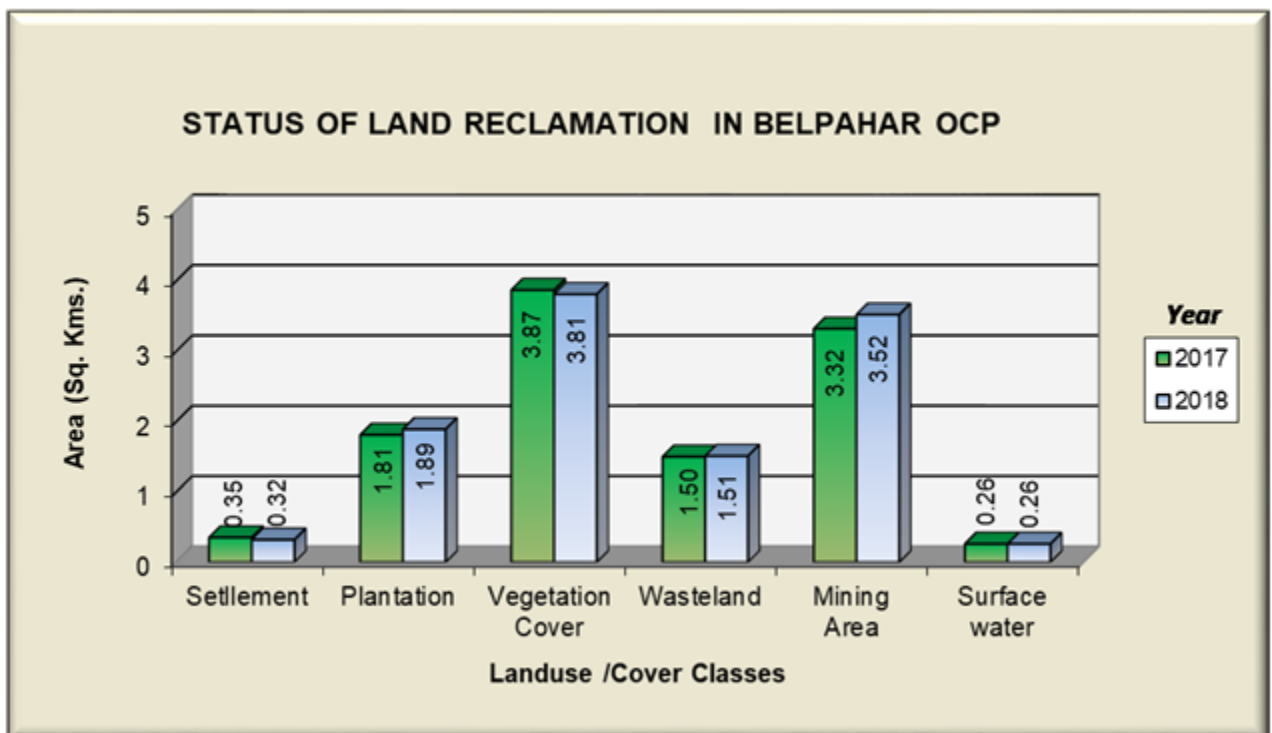 STATUS OF LAND RECLAMATION IN BELPAHAR OCP
Area (Sq. Kms.)
5
4
3
2
1
0
0.35
0.32
1.81
1.89
3.87
3.81
1.50
1.51
3.32
3.52
0.26
0.26
Setllement
Plantation
Vegetation
Cover
Wasteland
Mining
Area
Surface
water
Landuse /Cover Classes
Year
2017
2018